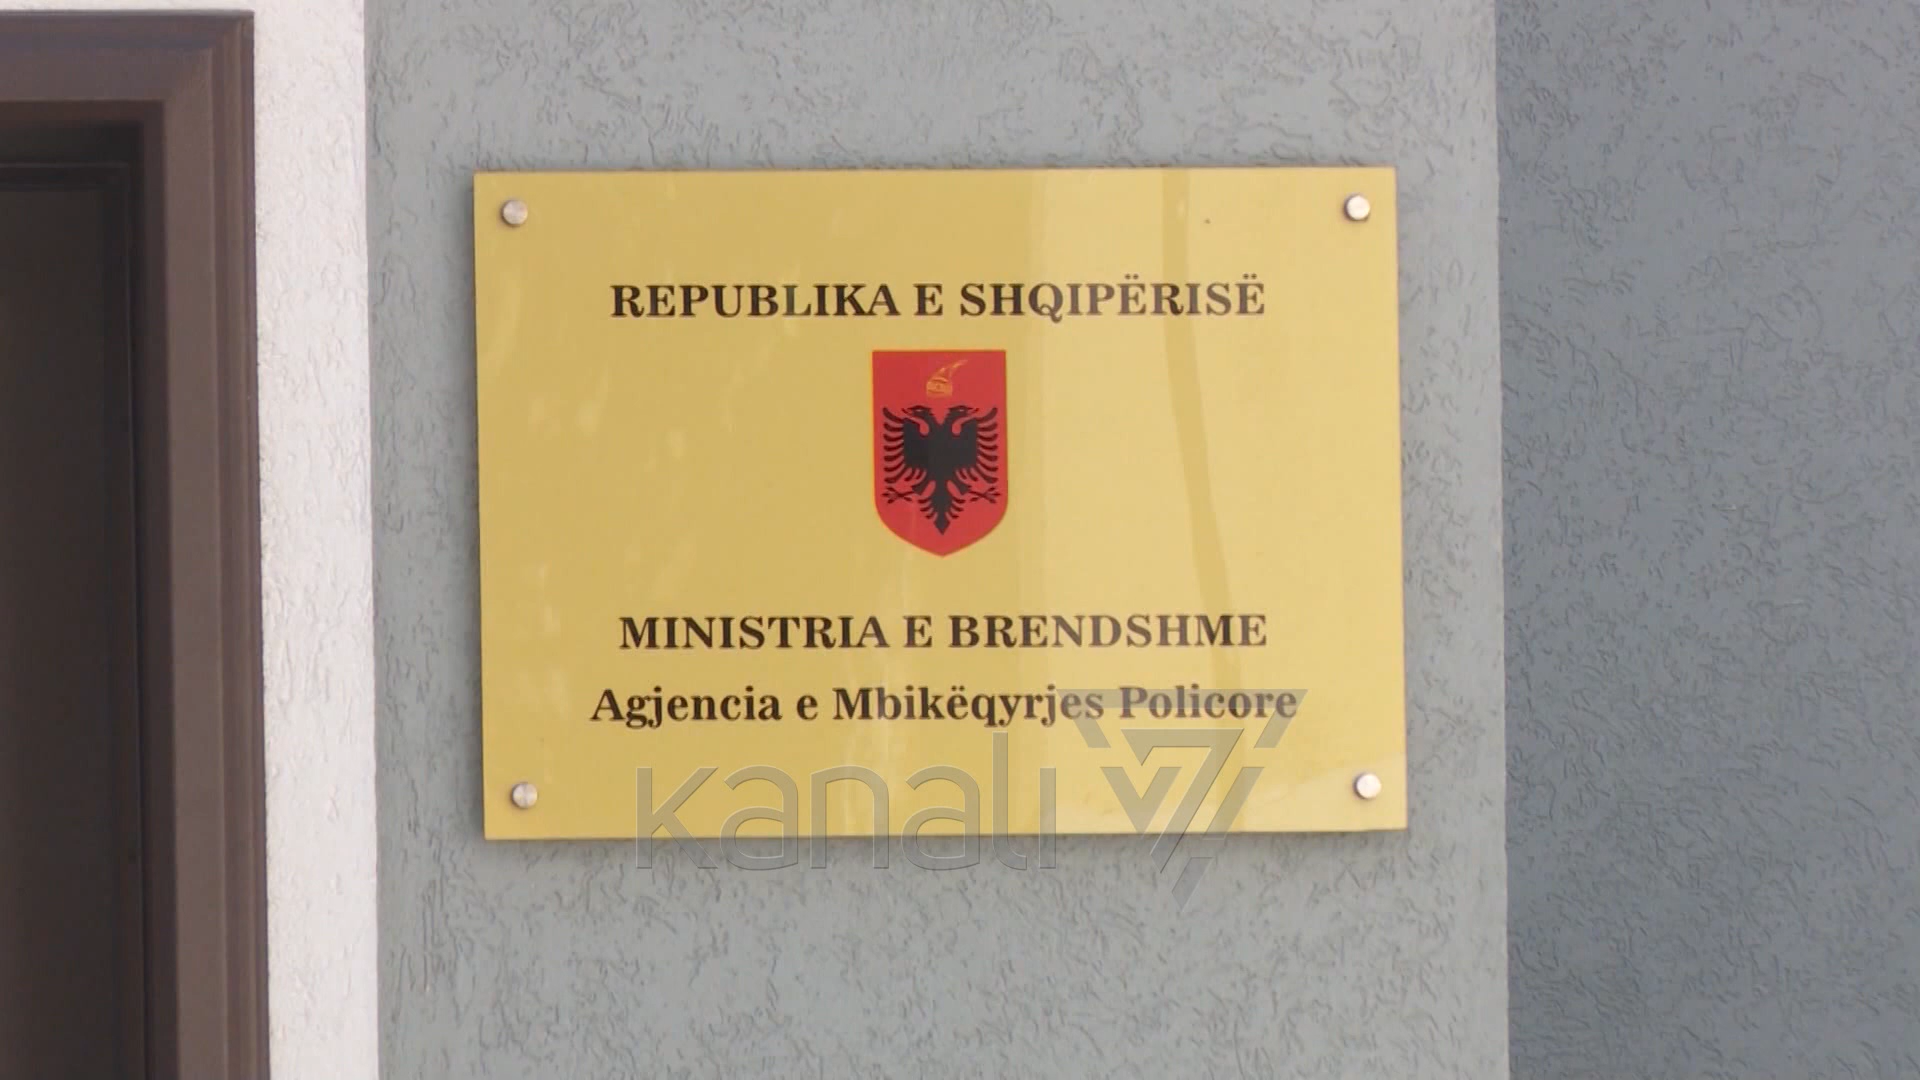 REPUBLIKA E SHQIPËRISË
MINISTRIA E BRENDSHME
Agjencia e Mbikëqyrjes Policore
kanali 7